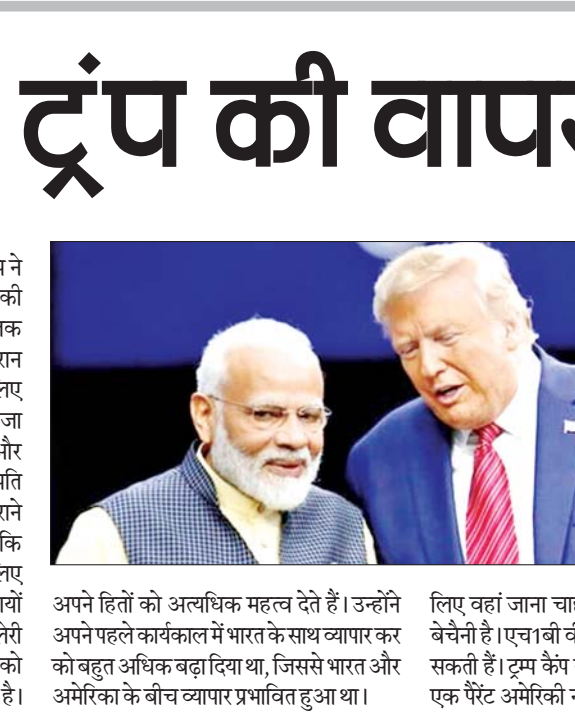 ट्रंप की
ने
की
जा
और
कि
को
है।
अपने हितों को अत्यधिक महत्व देते हैं। उन्होंने
अपने पहले कार्यकाल में भारत के साथ व्यापार कर
को बहुत अधिक बढ़ा दिया था, जिससे भारत और
अमेरिका के बीच व्यापार प्रभावित हुआ था।
लिए वहां जाना
बेचैनी है। एच1बी
सकती हैं। ट्रम्प कैंप
एक पैरेंट अमेरिकी